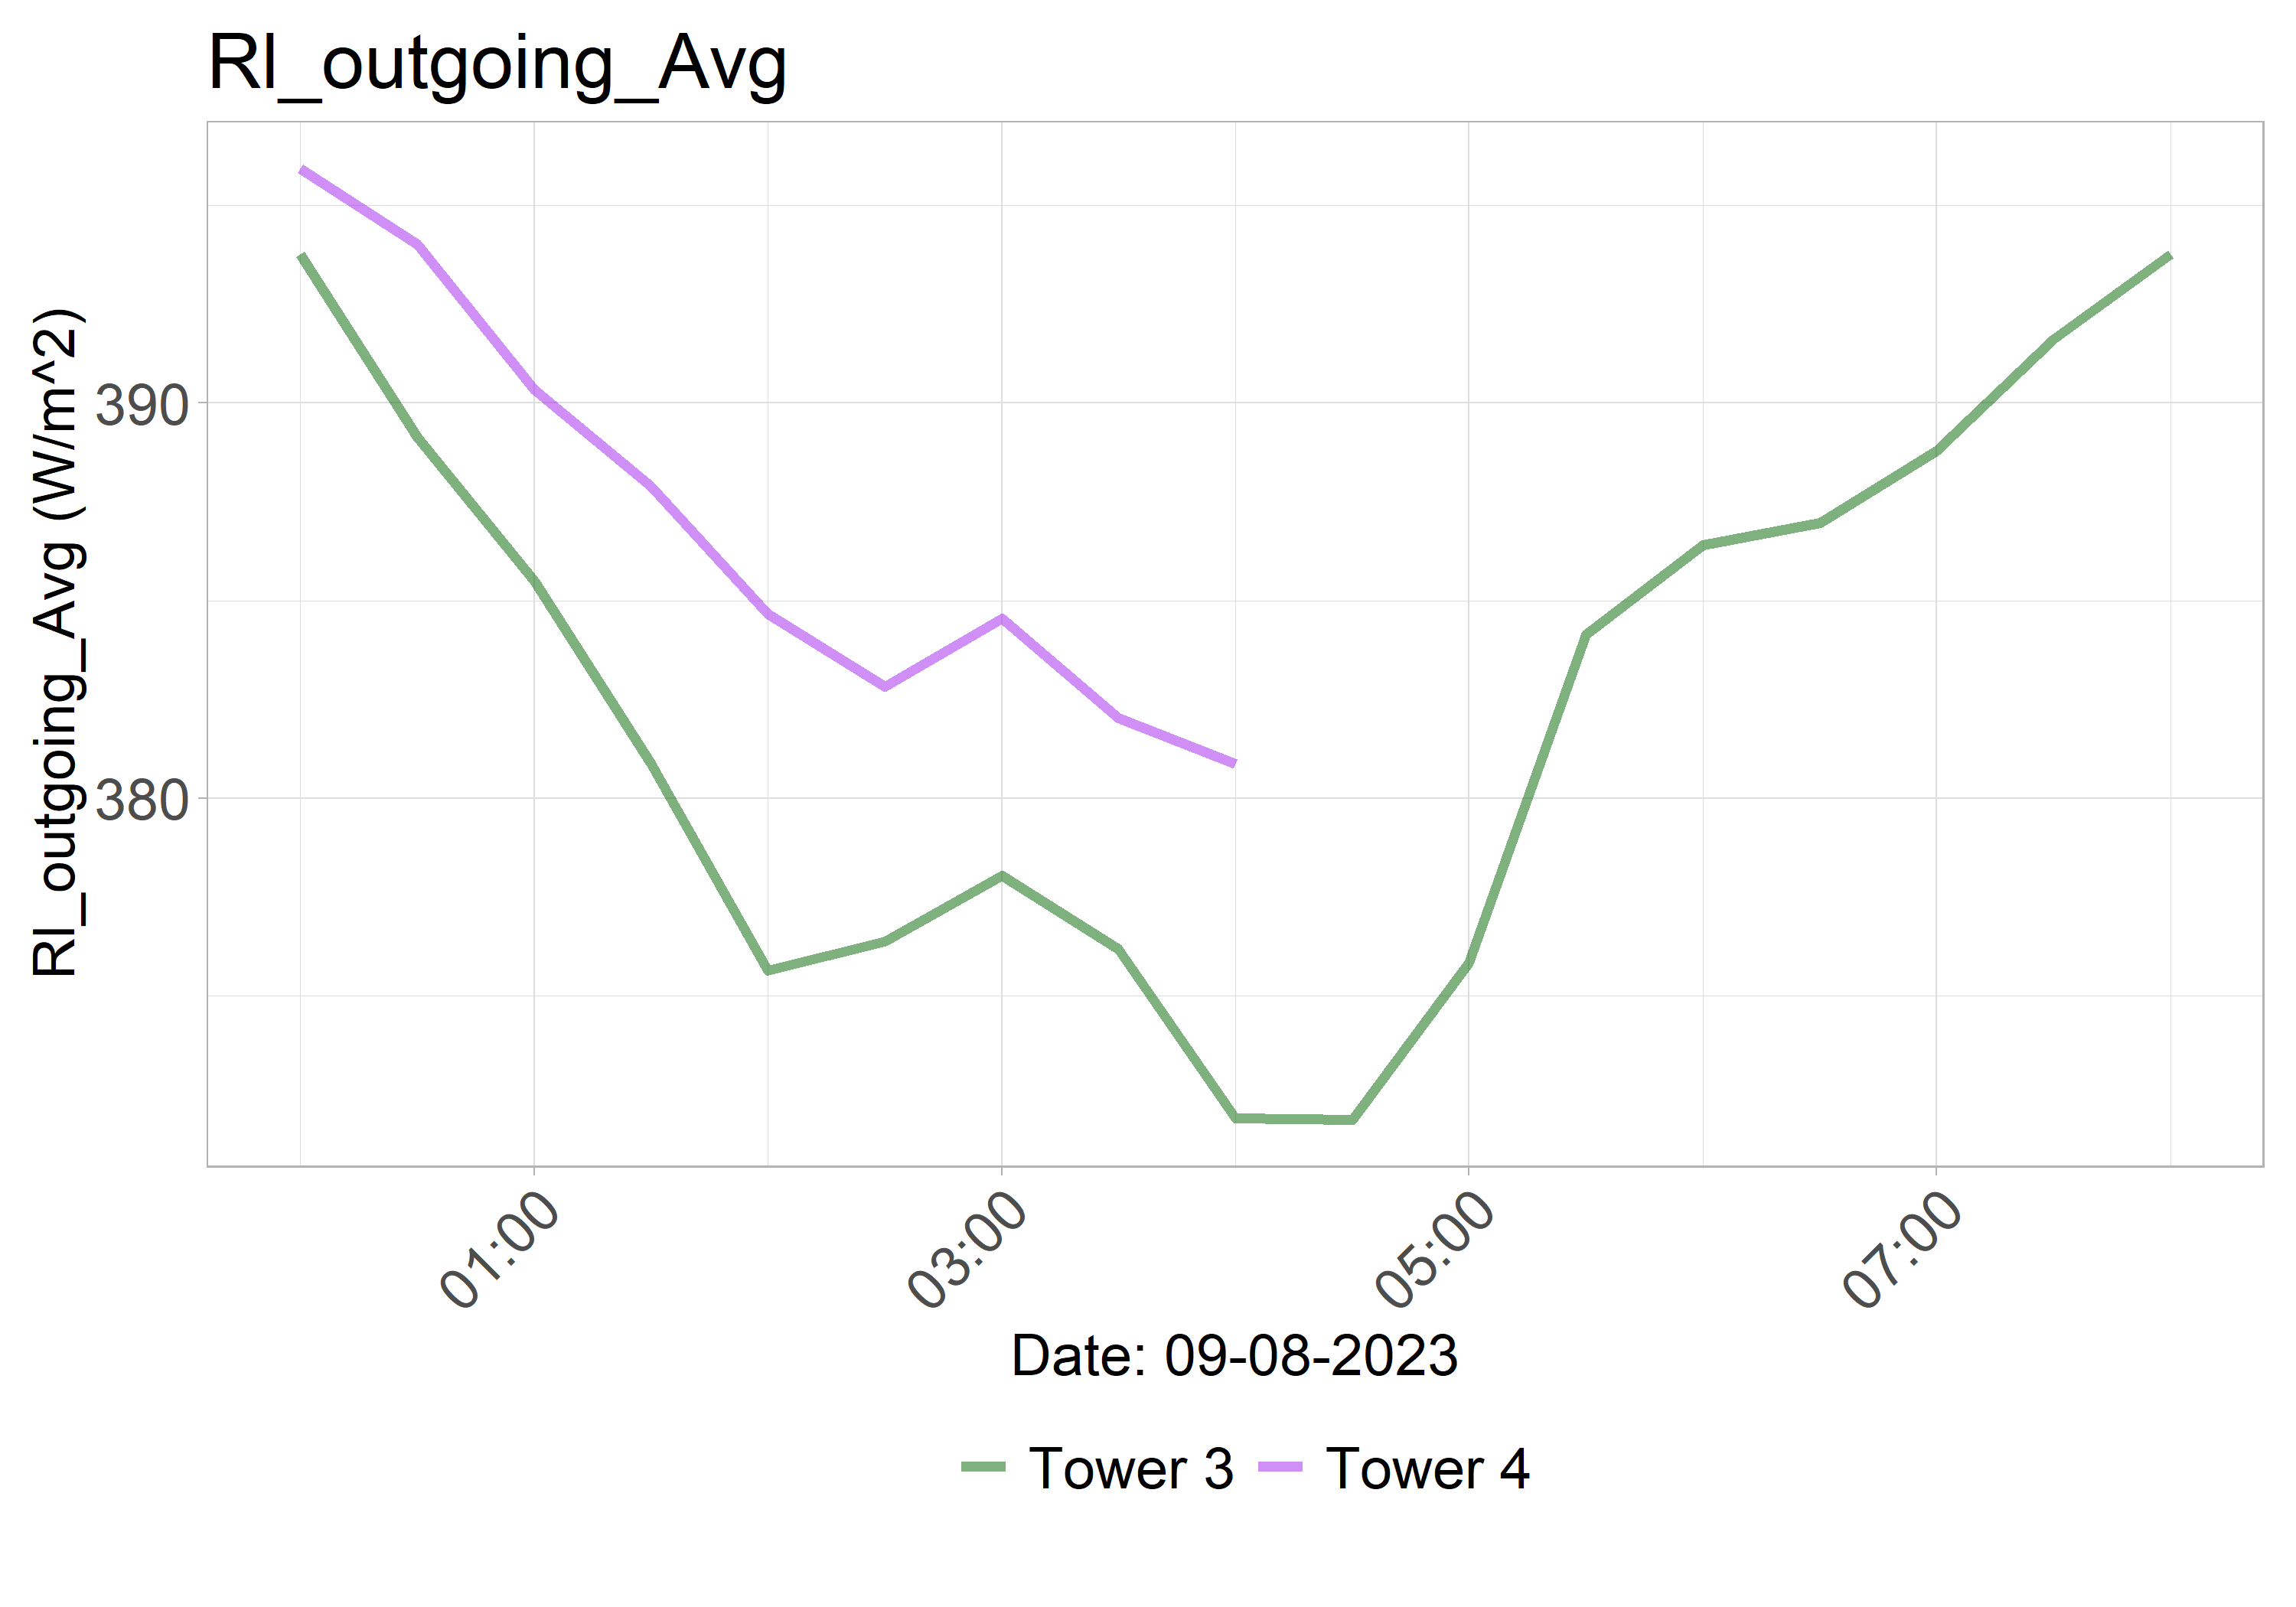 Rl_outgoing_Avg
Rl_outgoing_Avg (W/m^2)
390
380
01:00
03:00
05:00
07:00
Date: 09-08-2023
Tower 3
Tower 4